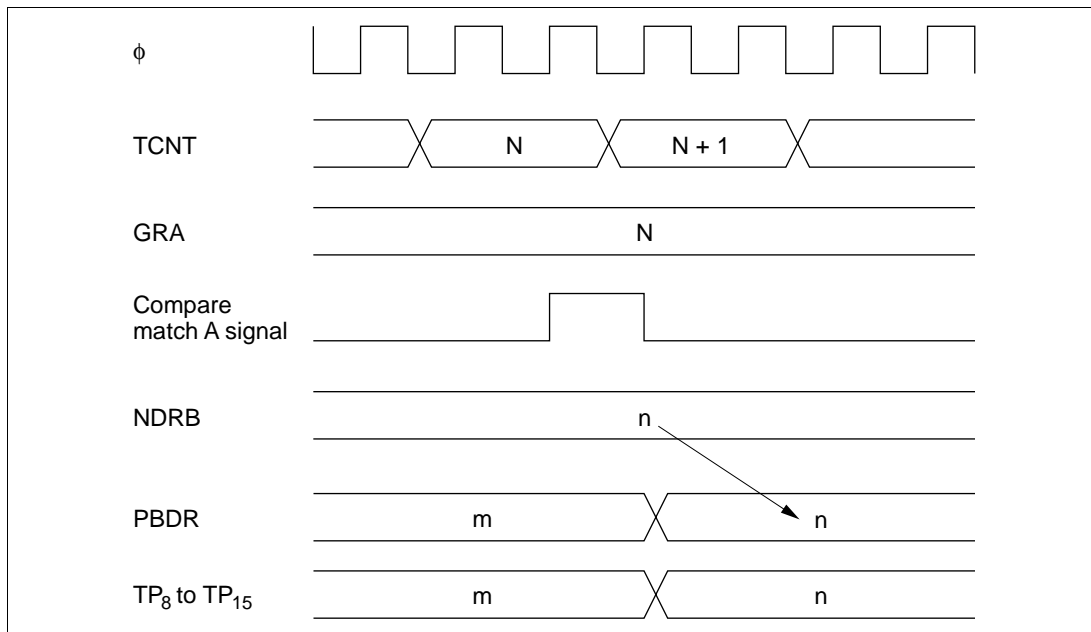 ϕ
TCNT N N + 1
GRA N
Compare
match A signal
NDRB n
PBDR m n
TP8 to TP15 m n